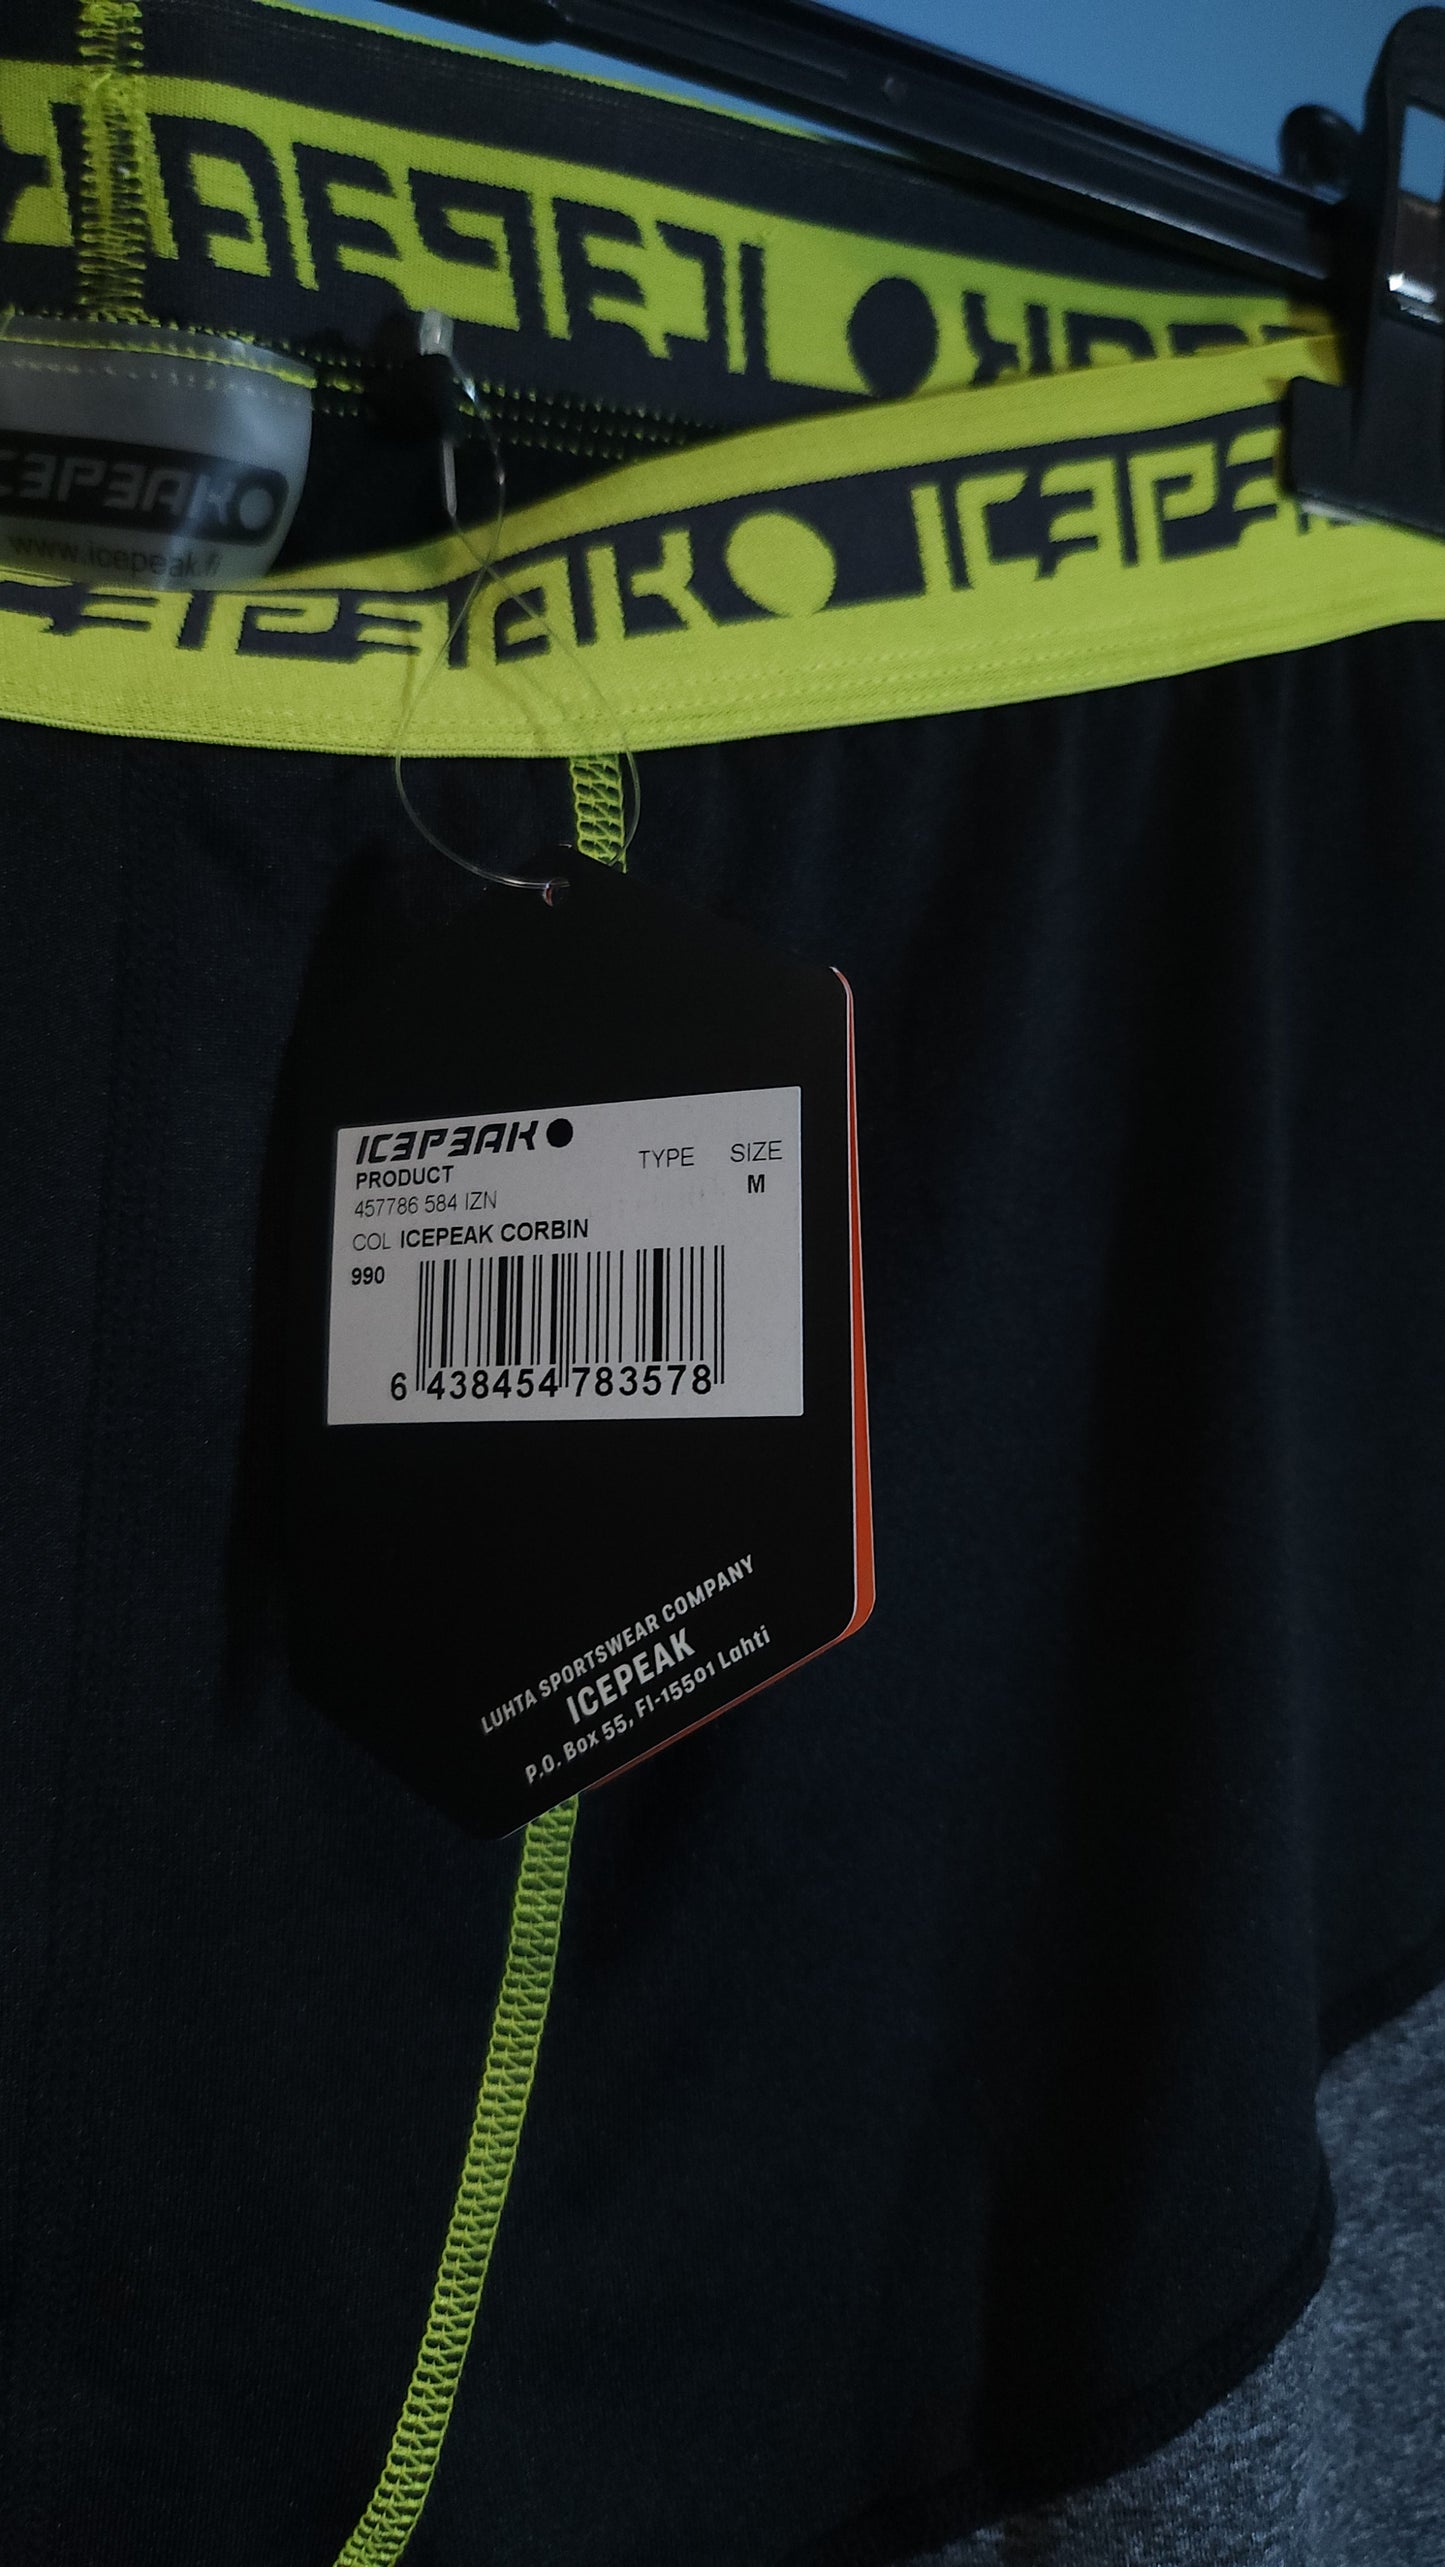 ICEPEAK
ICEPEAK
www.icepeak.fi
ICEPEAK ICEPE
ICEPEAK
PRODUCT TYPE SIZE
457786 584 IZN M
COL ICEPEAK CORBIN
990
6 438454 783578
LUHTA SPORTSWEAR COMPANY
ICEPEAK
P.O. Box 55, FI-15501 Lahti